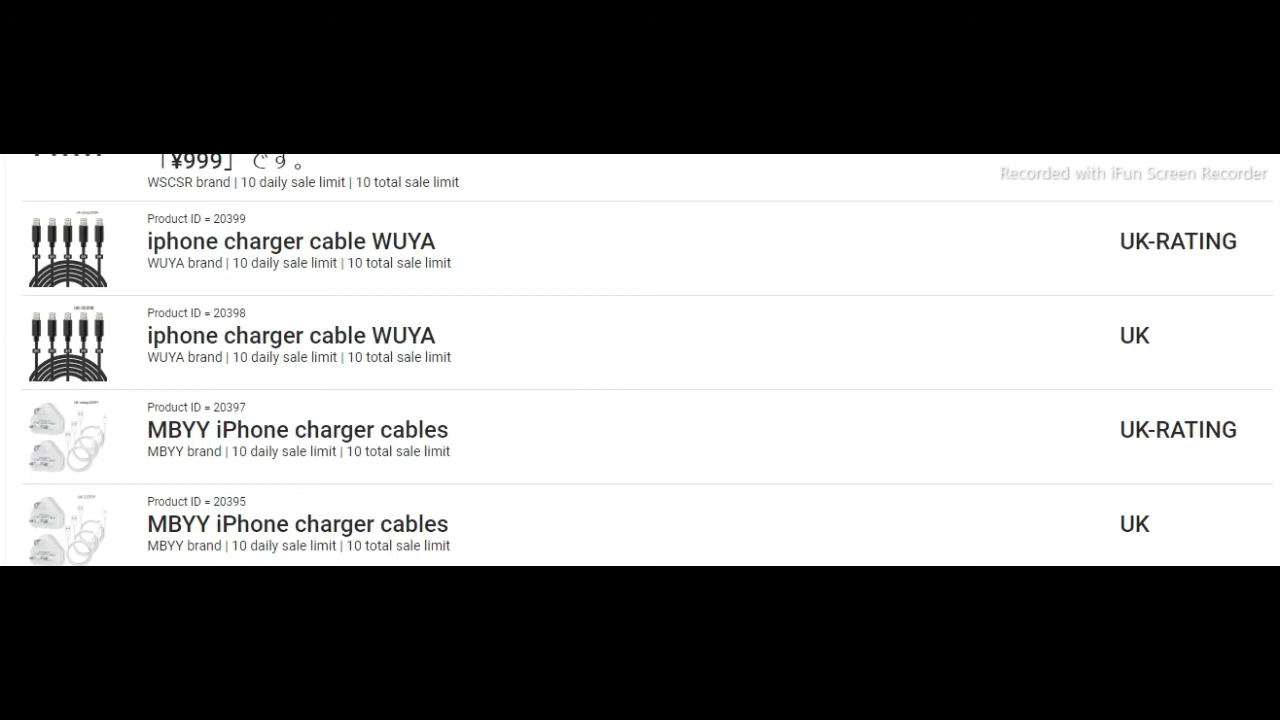 「¥999」 です。
WSCSR brand | 10 daily sale limit | 10 total sale limit
Recorded with iFun Screen Recorder
Product ID = 20399
iphone charger cable WUYA
WUYA brand | 10 daily sale limit | 10 total sale limit
UK-RATING
Product ID = 20398
iphone charger cable WUYA
WUYA brand | 10 daily sale limit | 10 total sale limit
UK
Product ID = 20397
MBYY iPhone charger cables
MBYY brand | 10 daily sale limit | 10 total sale limit
UK-RATING
Product ID = 20395
MBYY iPhone charger cables
MBYY brand | 10 daily sale limit | 10 total sale limit
UK